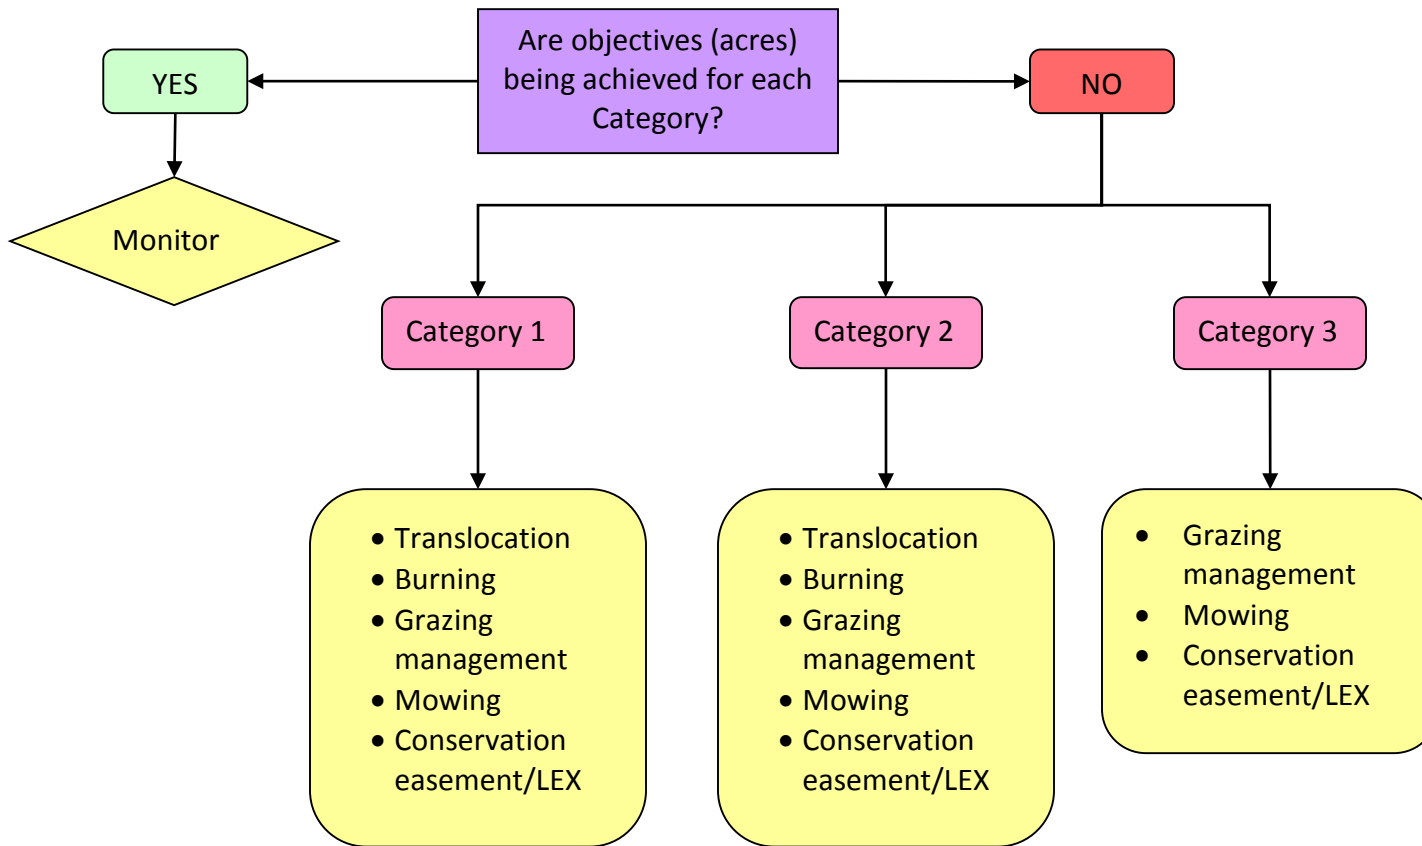 Are objectives (acres)
being achieved for each
Category?
YES
NO
Monitor
Category 1
Category 2
Category 3
• Translocation
• Burning
• Grazing
management
• Mowing
• Conservation
easement/LEX
• Translocation
• Burning
• Grazing
management
• Mowing
• Conservation
easement/LEX
• Grazing
management
• Mowing
• Conservation
easement/LEX